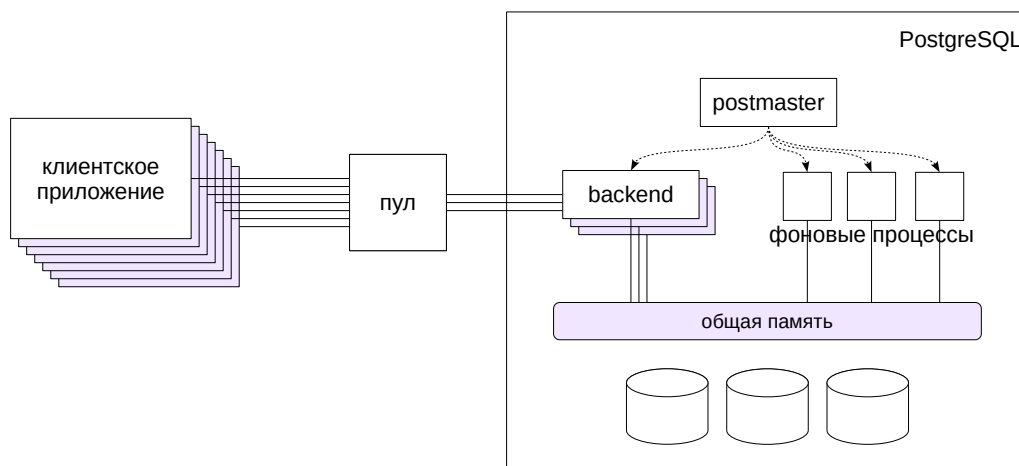 PostgreSQL
postmaster
клиентское
приложение
пул
backend
фоновые процессы
общая память